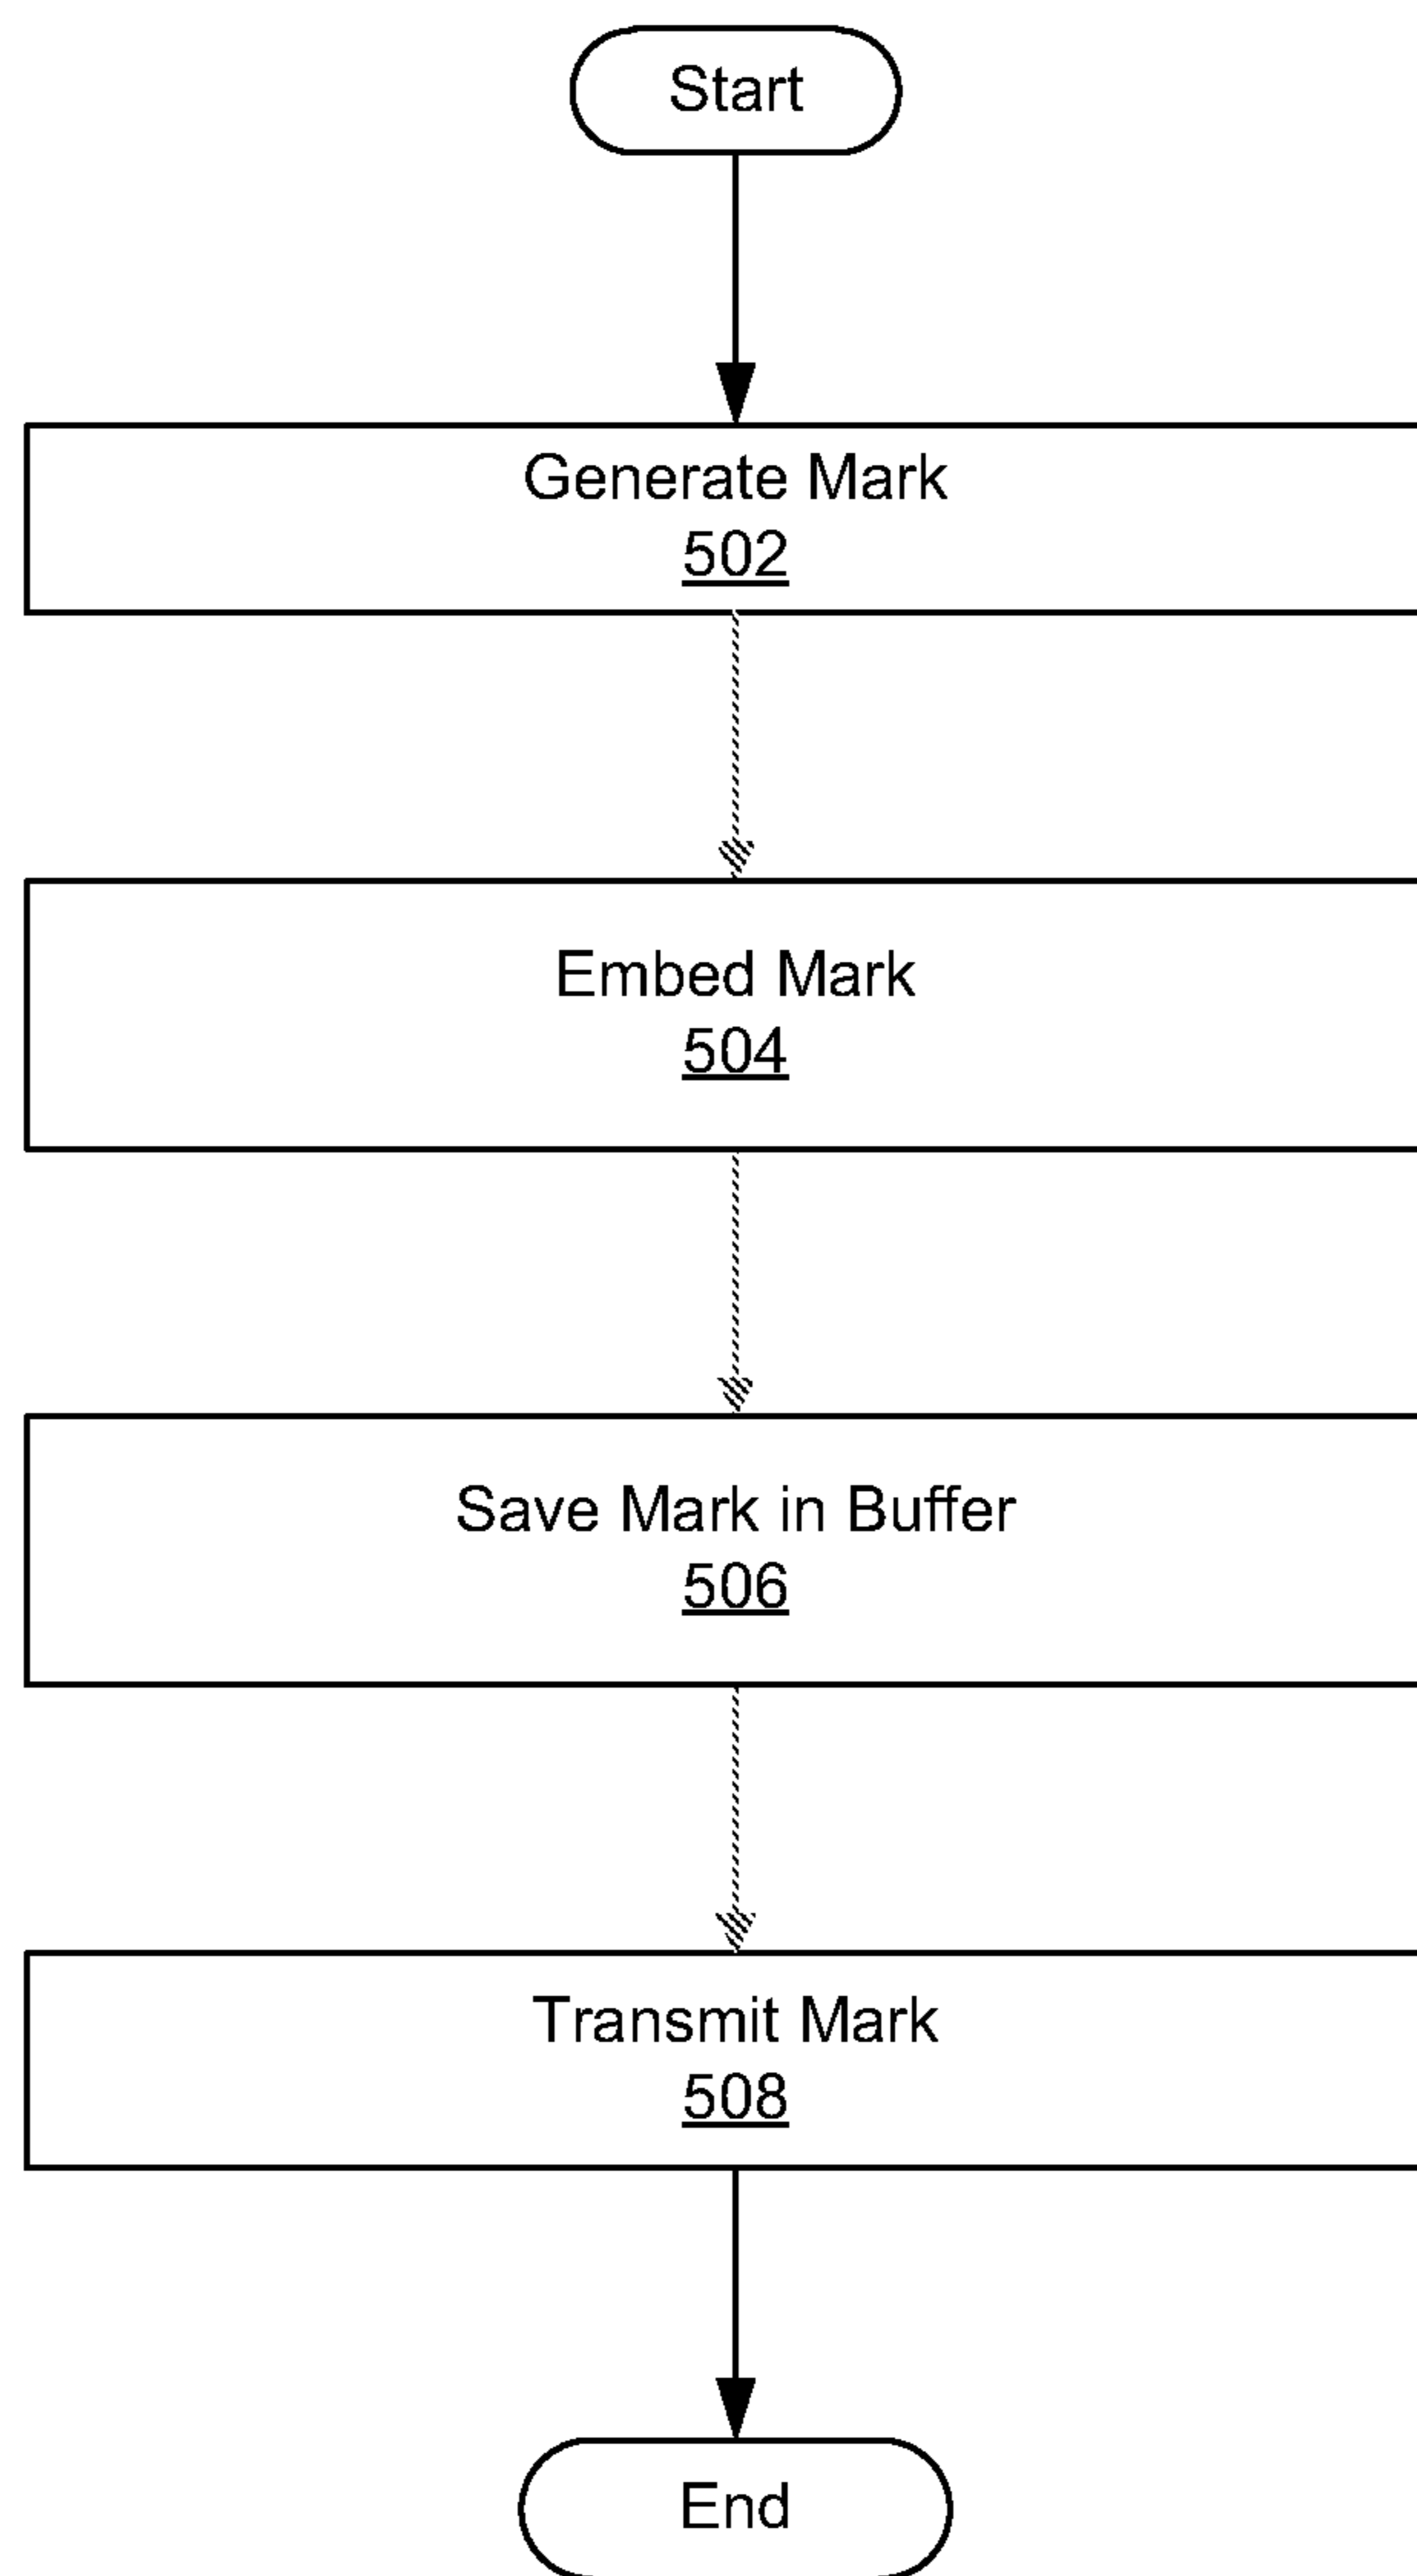 Start
Generate Mark
502
Embed Mark
504
Save Mark in Buffer
506
Transmit Mark
508
End